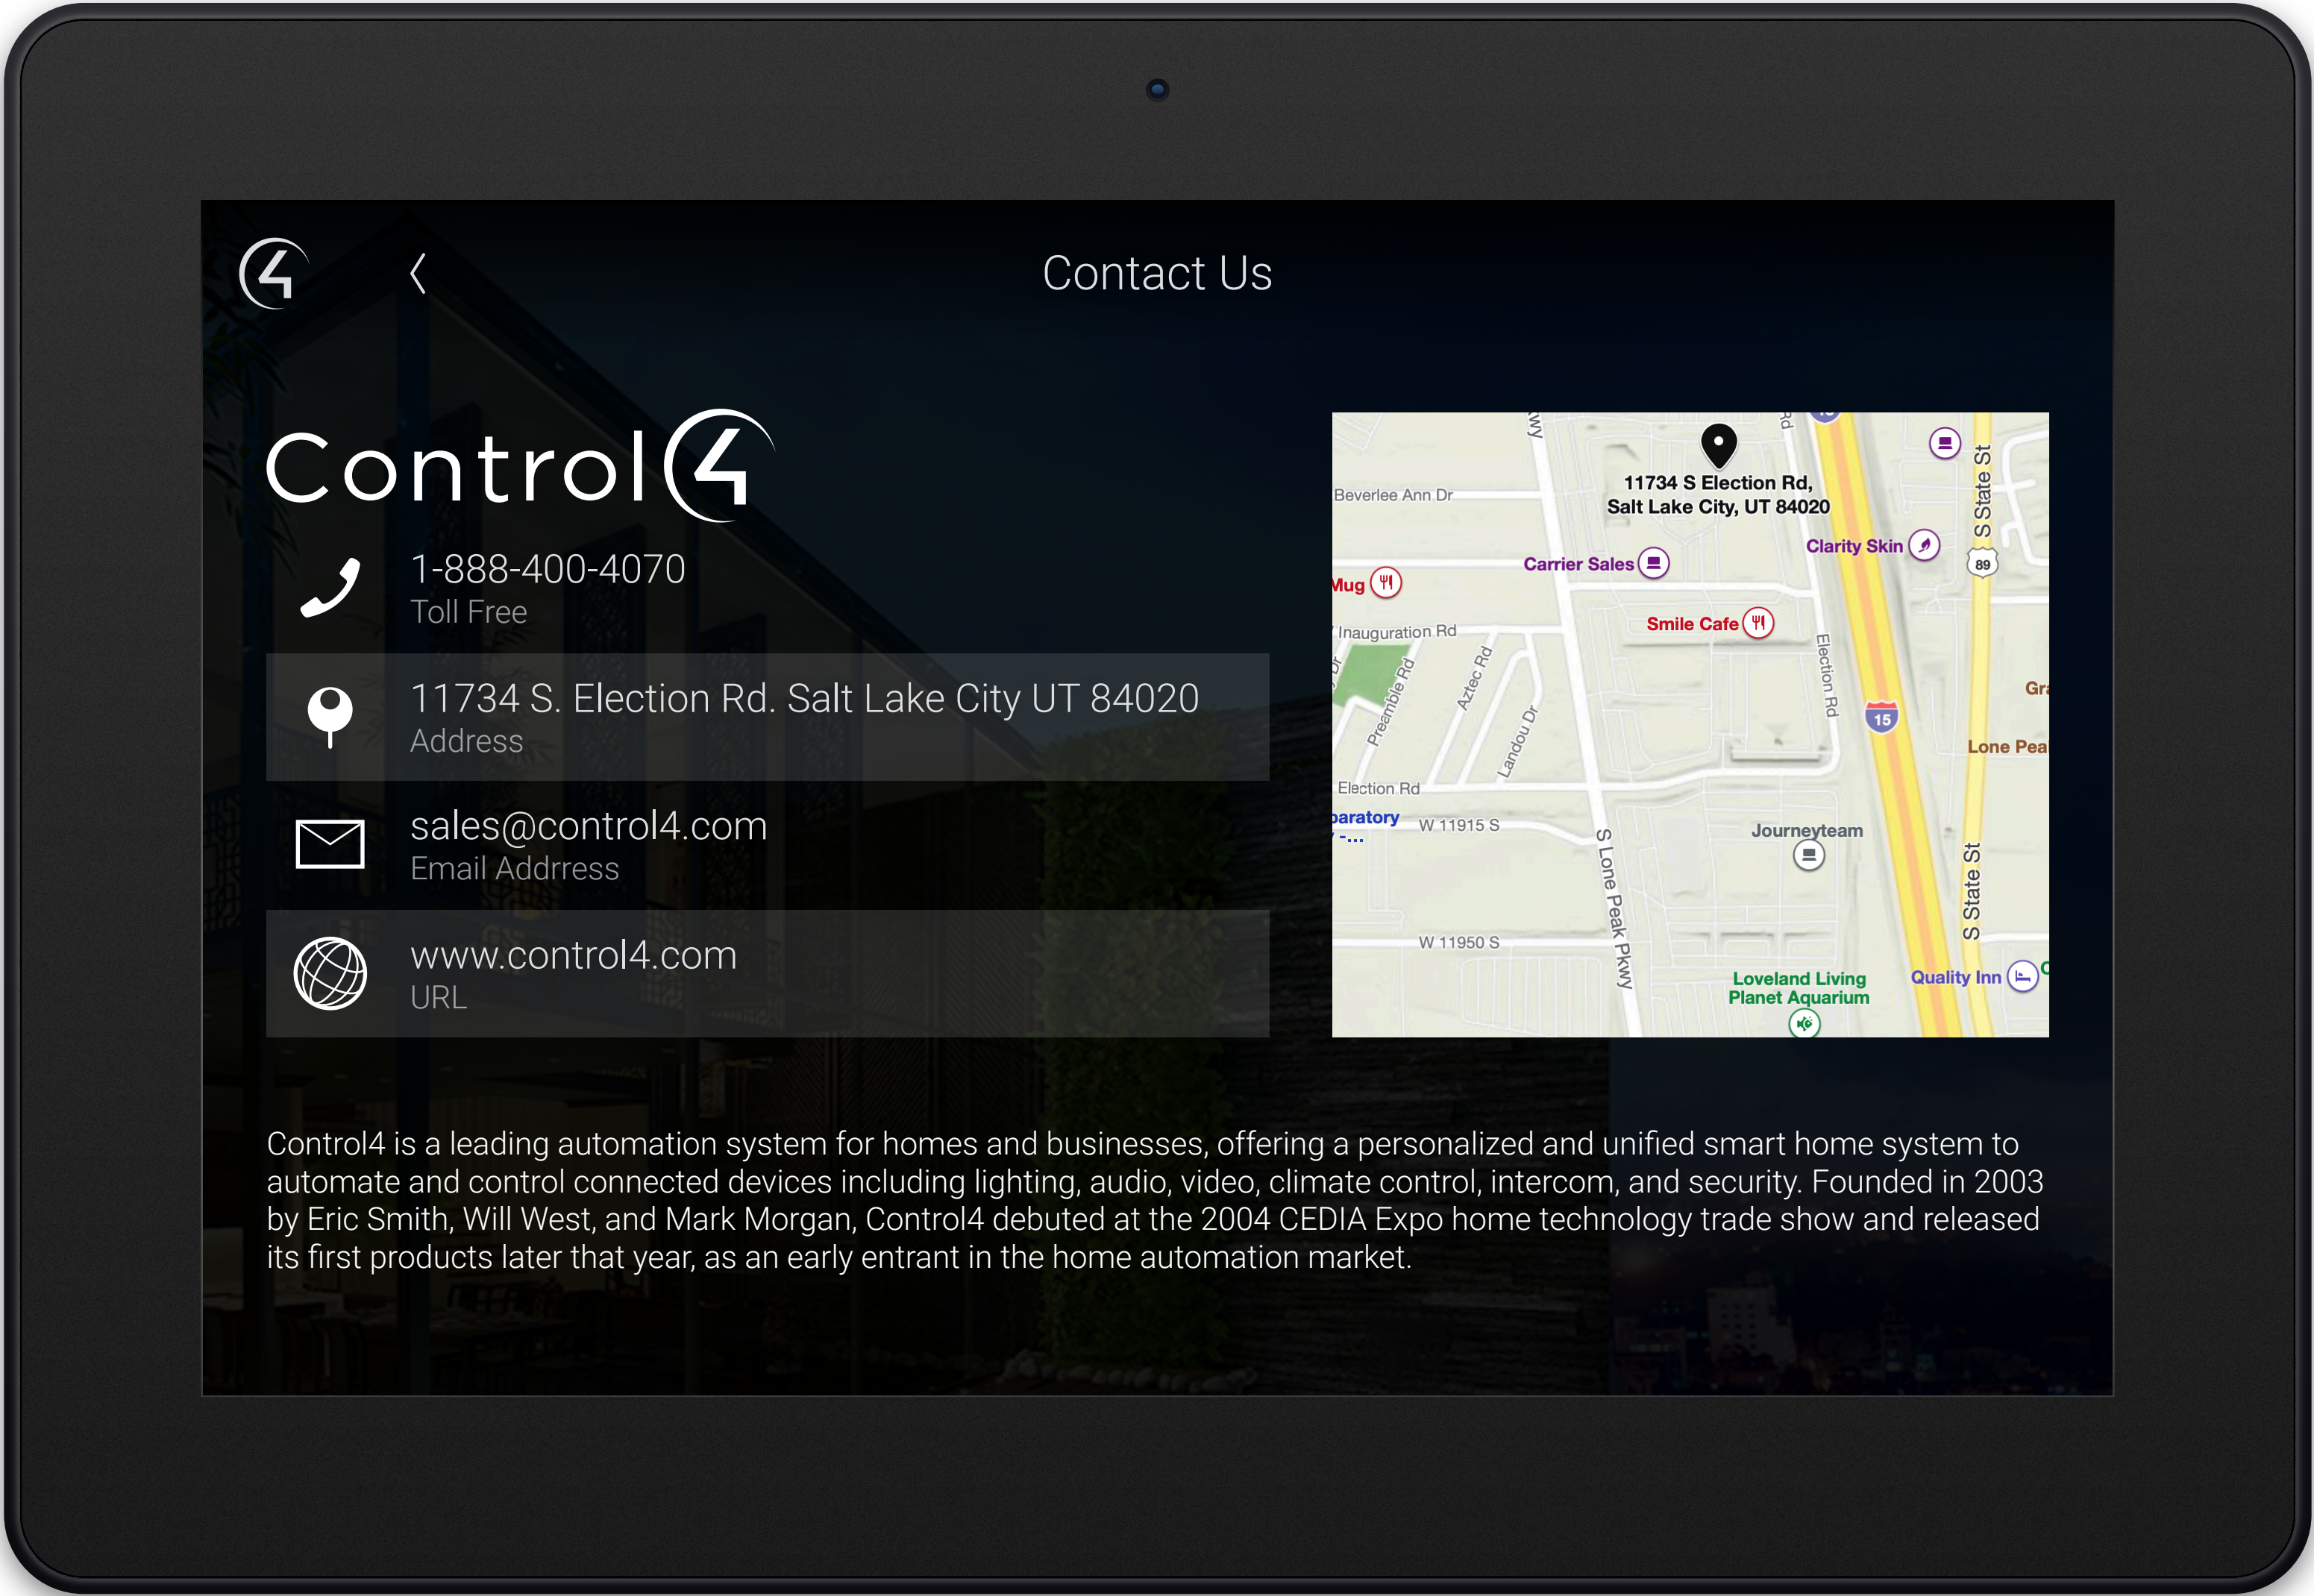 4
Contact Us
Control4
1-888-400-4070
Toll Free
11734 S. Election Rd. Salt Lake City UT 84020
Address
sales@control4.com
Email Addrress
www.control4.com
URL
Rd
15
11734 S Election Rd,
Salt Lake City, UT 84020
S State St
Beverlee Ann Dr
Clarity Skin
Carrier Sales
89
Mug
Smile Cafe
Inauguration Rd
Dr
Preamble Rd
Aztec Rd
Landou Dr
Election Rd
15
Lone Pea
Election Rd
paratory
W 11915 S
Journeyteam
S Lone Peak Pkwy
S State St
W 11950 S
Loveland Living
Planet Aquarium
Quality Inn
Control4 is a leading automation system for homes and businesses, offering a personalized and unified smart home system to
automate and control connected devices including lighting, audio, video, climate control, intercom, and security. Founded in 2003
by Eric Smith, Will West, and Mark Morgan, Control4 debuted at the 2004 CEDIA Expo home technology trade show and released
its first products later that year, as an early entrant in the home automation market.